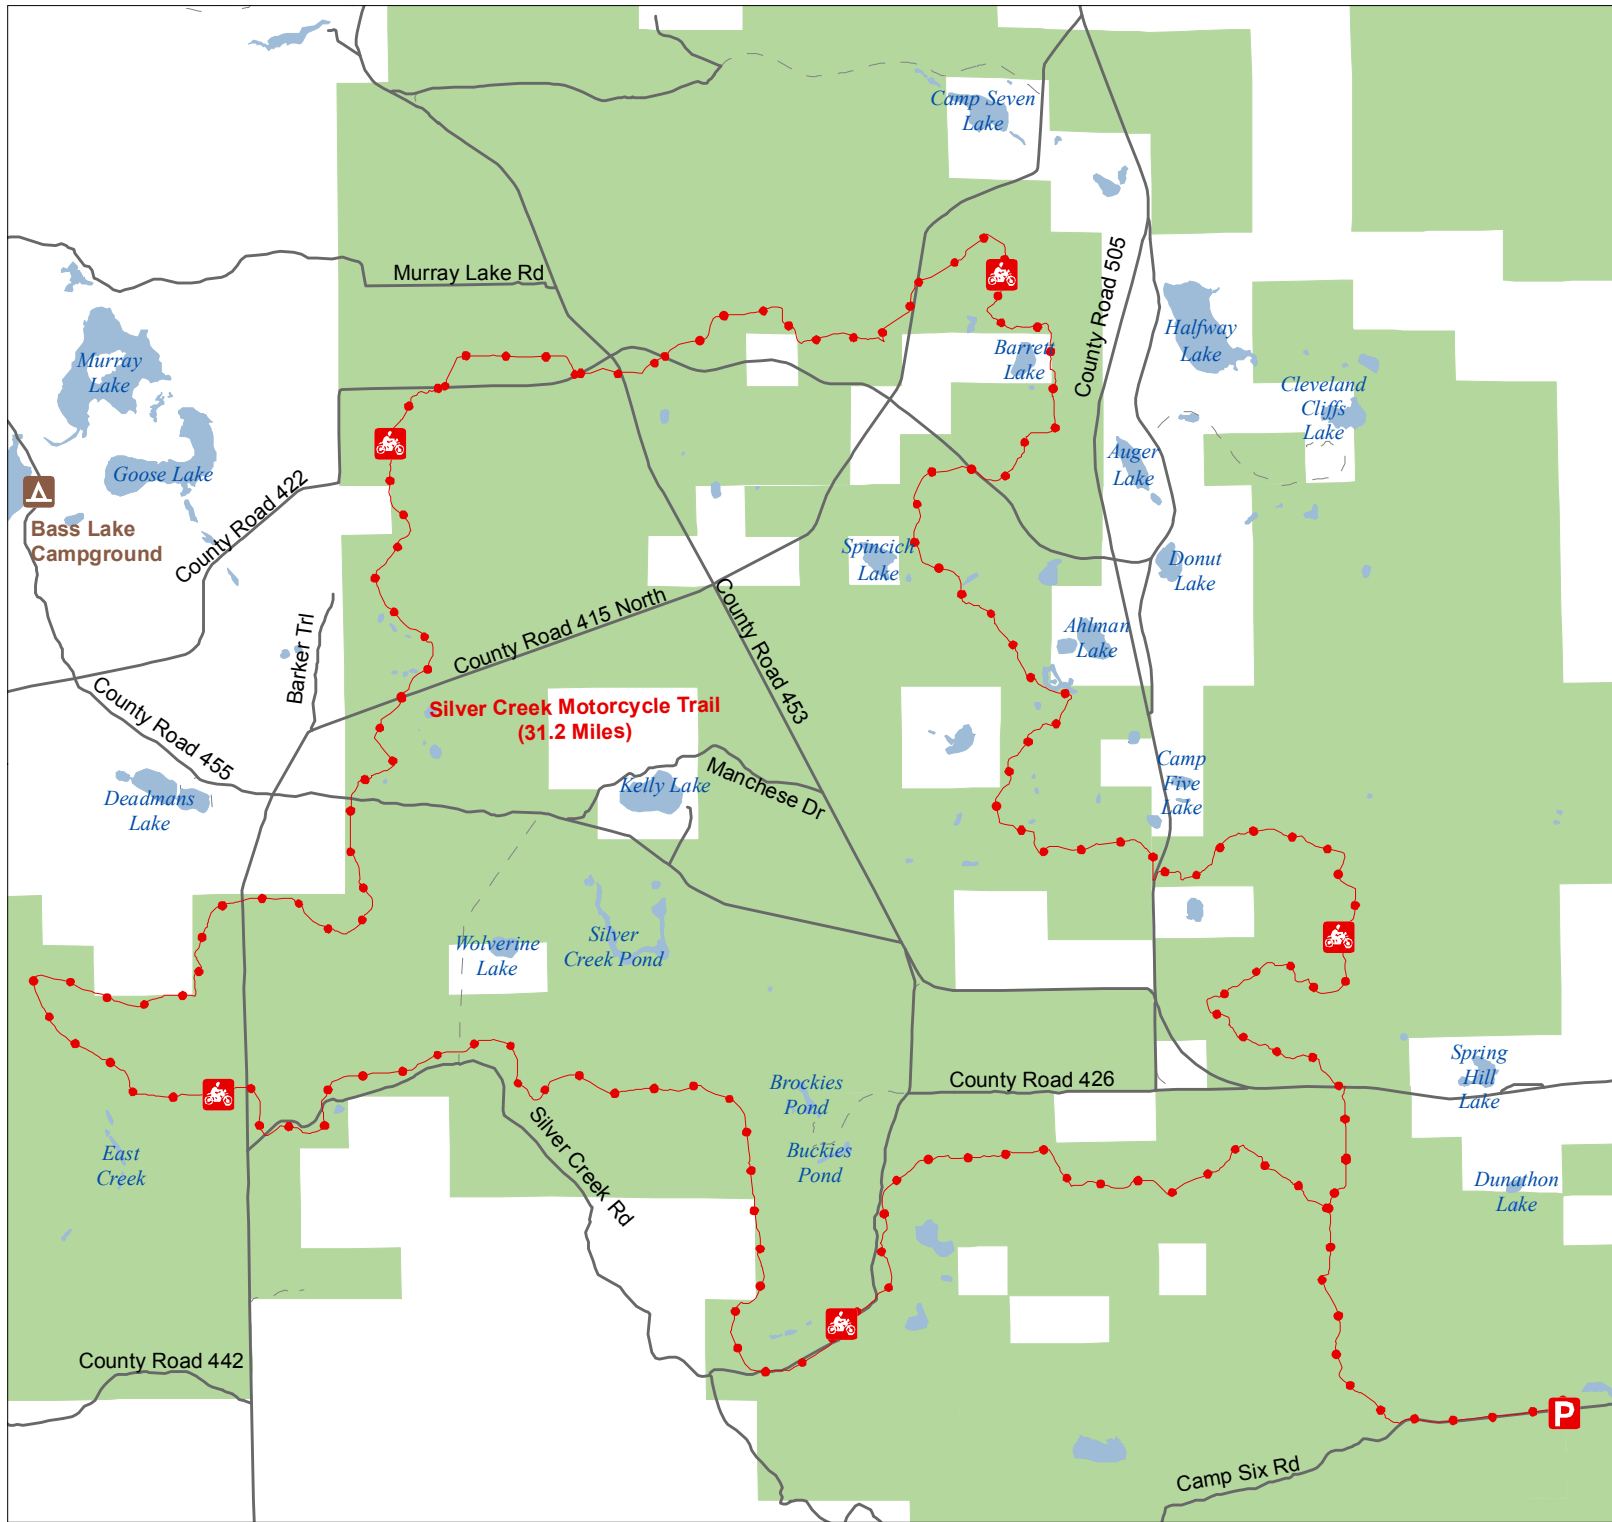 Camp Seven
Lake
Murray Lake Rd
County Road 505
Halfway
Lake
Murray
Lake
Barrett
Lake
Cleveland
Cliffs
Lake
Goose Lake
Auger
Lake
Bass Lake
Campground
County Road 422
Spincich
Lake
Donut
Lake
Barker Trl
County Road 415 North
County Road 453
Ahlman
Lake
County Road 455
Silver Creek Motorcycle Trail
(31.2 Miles)
Manchese Dr
Kelly Lake
Camp
Five
Lake
Deadmans
Lake
Wolverine
Lake
Silver
Creek Pond
Spring
Hill
Lake
Brockies
Pond
County Road 426
Silver Creek Rd
Buckies
Pond
East
Creek
Dunathon
Lake
County Road 442
P
Camp Six Rd